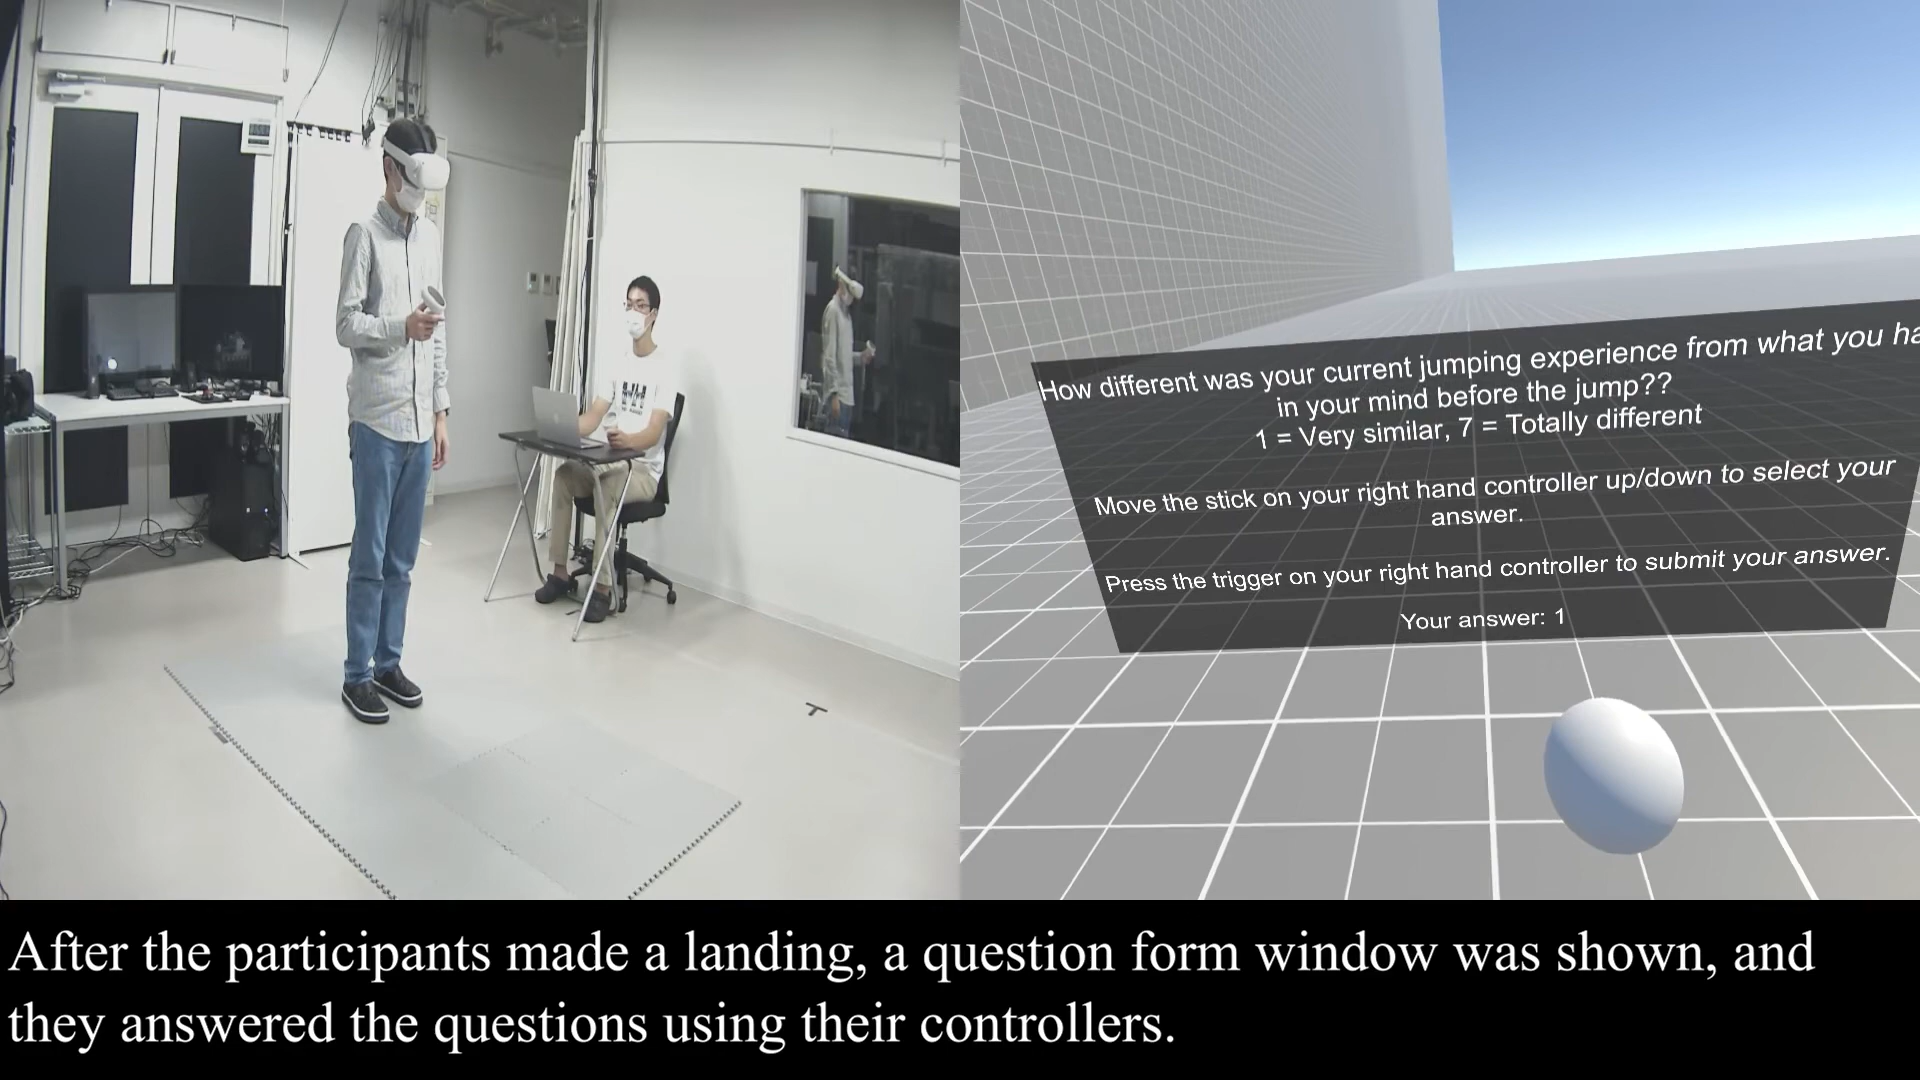 How different was your current jumping experience from what you ha
in your mind before the jump??
1 = Very similar, 7 = Totally different
Move the stick on your right hand controller up/down to select your
answer.
Press the trigger on your right hand controller to submit your answer.
Your answer: 1
After the participants made a landing, a question form window was shown, and
they answered the questions using their controllers.